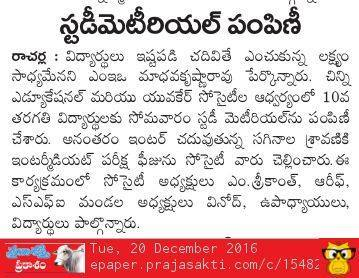 స్టడీమెటీరియల్ పంపిణీ
రాచర్ల : విద్యార్థులు ఇష్టపడి చదివితే ఎంచుకున్న లక్ష్యం
సాధ్యమేనని ఎంఇఒ మాధవకృష్ణారావు పేర్కొన్నారు. చిన్ని
ఎడ్యుకేషనల్ మరియు యువకేర్ సోసైటీల ఆధ్వర్యంలో 10వ
తరగతి విద్యార్థులకు సోమవారం స్టడీ మెటీరియల్‌ను పంపిణీ
చేశారు. అనంతరం ఇంటర్ చదువుతున్న సగినాల శ్రావణికి
ఇంటర్మీడియట్ పరీక్ష ఫీజును సోసైటీ వారు చెల్లించారు. ఈ
కార్యక్రమంలో సోసైటీ అధ్యక్షులు ఎం.శ్రీకాంత్, ఆరీఫ్,
ఎస్ఎఫ్ఐ మండల అధ్యక్షులు వినోద్, ఉపాధ్యాయులు,
విద్యార్థులు పాల్గొన్నారు.
ప్రజాశక్తి
ప్రకాశం
Tue, 20 December 2016
epaper.prajasakti.com/c/15482